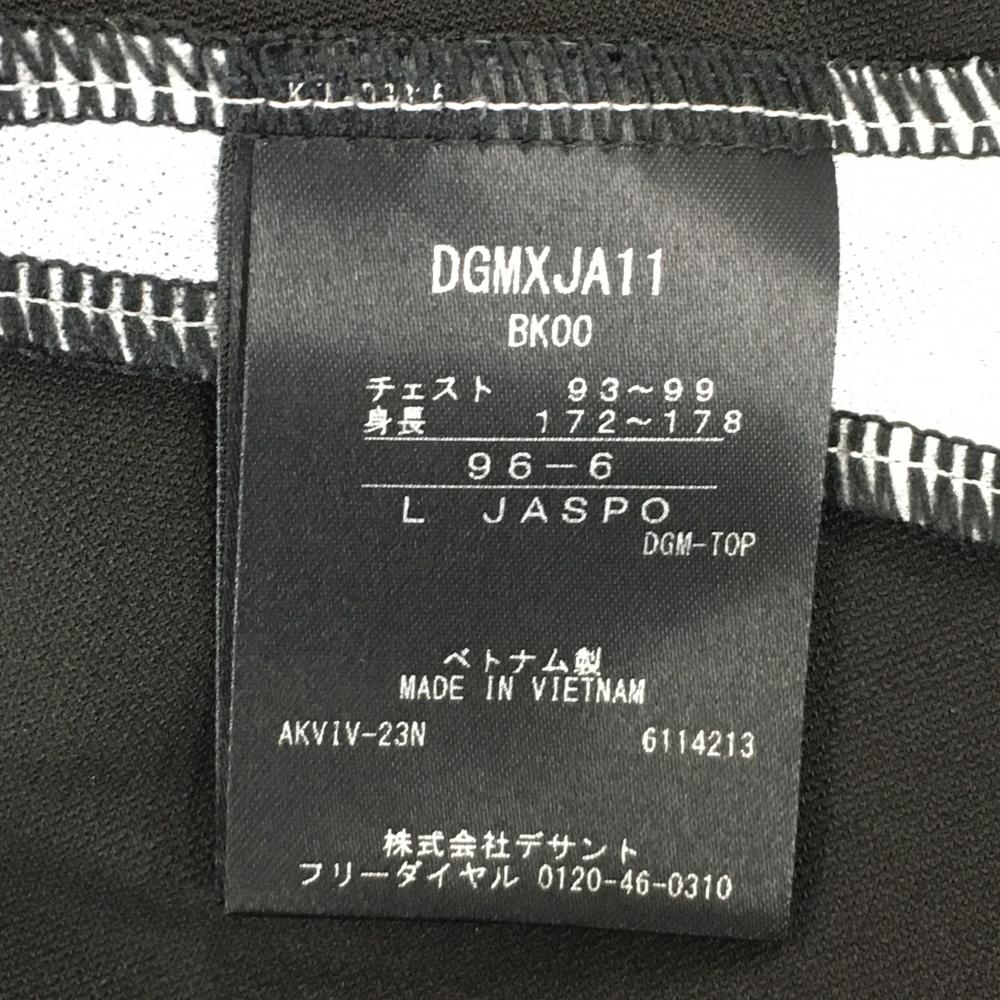 DGMXJA11
BK00
チェスト 93～99
身長 172～178
96－6
L JASPO
DGM-TOP
ベトナム製
MADE IN VIETNAM
AKVIV-23N 6114213
株式会社デサント
フリーダイヤル 0120-46-0310